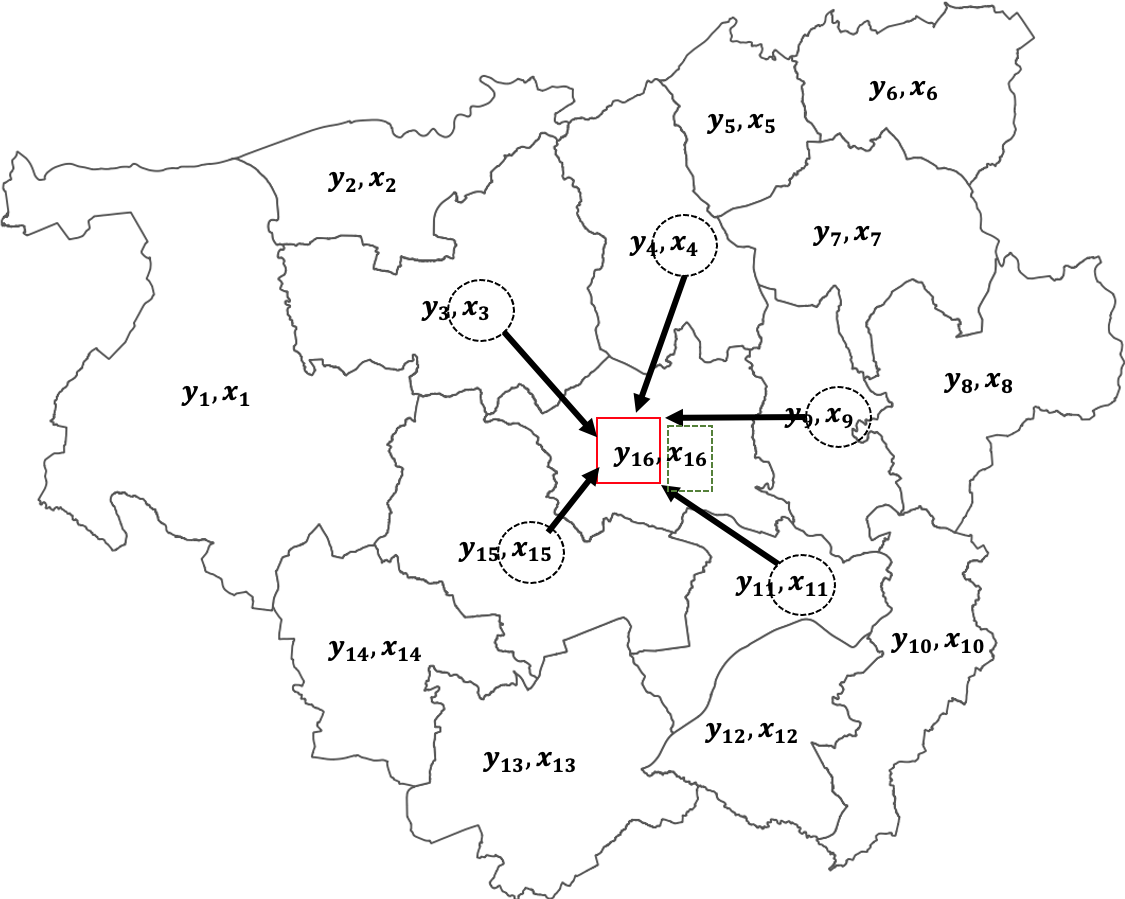 y₆, x₆
y₅, x₅
y₂, x₂
y₇, x₇
y₄, x₄
y₃, x₃
y₈, x₈
y₁, x₁
y₉, x₉
y₁₆, x₁₆
y₁₅, x₁₅
y₁₁, x₁₁
y₁₀, x₁₀
y₁₄, x₁₄
y₁₂, x₁₂
y₁₃, x₁₃